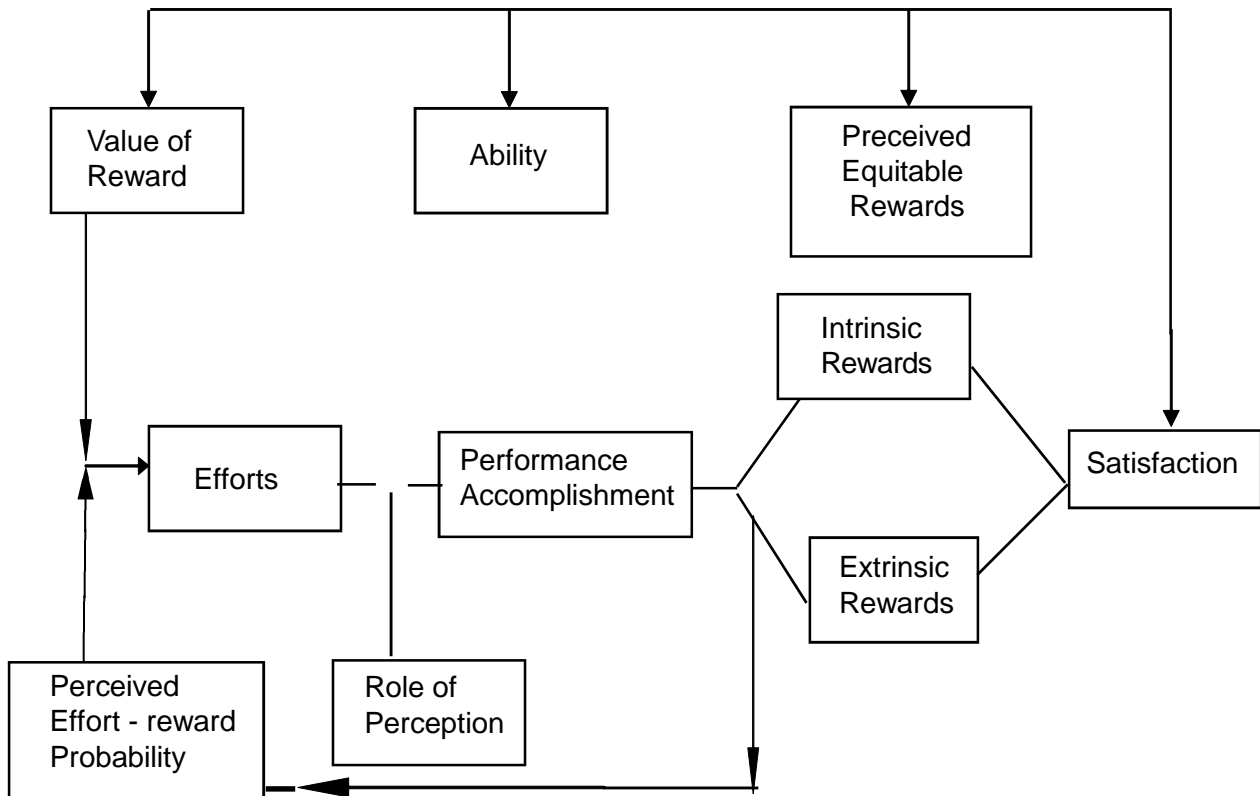 Value of
Reward
Ability
Preceived
Equitable
Rewards
Intrinsic
Rewards
Efforts
Performance
Accomplishment
Satisfaction
Extrinsic
Rewards
Perceived
Effort - reward
Probability
Role of
Perception